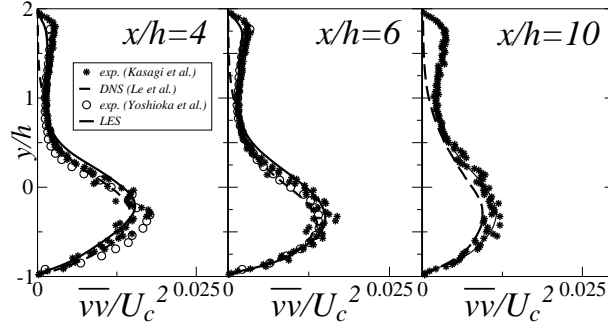 x/h=4
x/h=6
x/h=10
2
1
0
-1
y/h
exp. (Kasagi et al.)
DNS (Le et al.)
exp. (Yoshioka et al.)
LES
0 0.025
0 0.025
0 0.025
vv/U_c^2
vv/U_c^2
vv/U_c^2